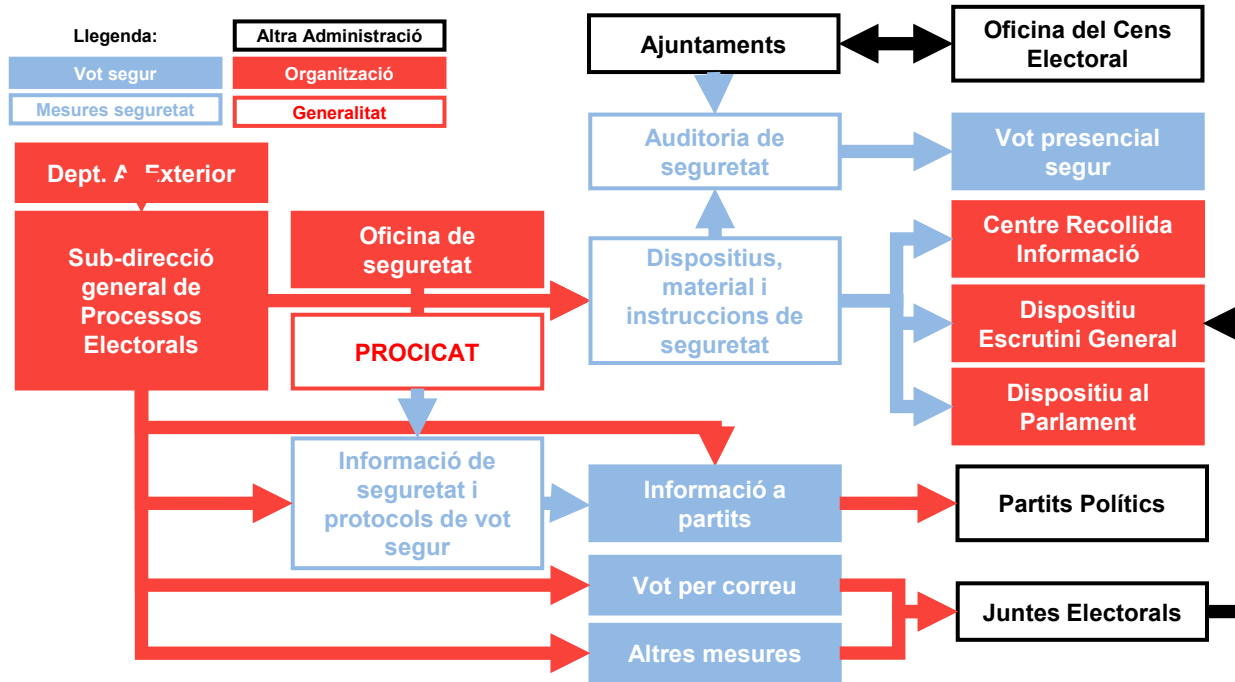 Llegenda:
Altra Administració
Vot segur
Organització
Mesures seguretat
Generalitat
Ajuntaments
Oficina del Cens
Electoral
Auditoria de
seguretat
Vot presencial
segur
Dept. A. Exterior
Sub-direcció
general de
Processos
Electorals
Oficina de
seguretat
PROCICAT
Dispositius,
material i
instruccions de
seguretat
Centre Recollida
Informació
Dispositiu
Escrutini General
Dispositiu al
Parlament
Informació de
seguretat i
protocols de vot
segur
Informació a
partits
Partits Polítics
Vot per correu
Altres mesures
Juntes Electorals